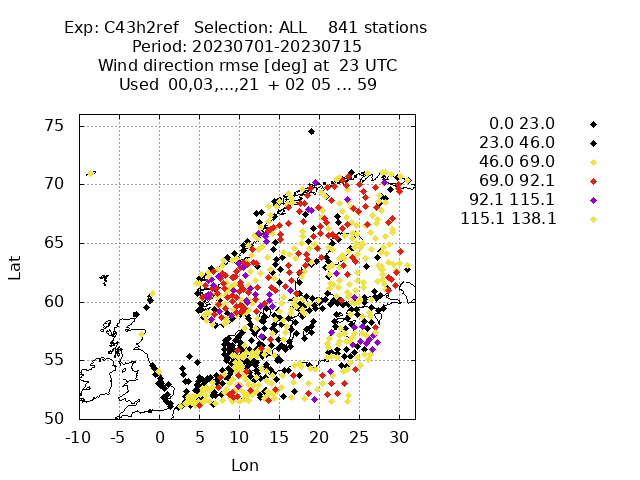 Exp: C43h2ref   Selection: ALL    841 stations
Period: 20230701-20230715
Wind direction rmse [deg] at  23 UTC
Used  00,03,...,21  + 02 05 ... 59
0.0 23.0
23.0 46.0
46.0 69.0
69.0 92.1
92.1 115.1
115.1 138.1
75
70
65
60
55
50
Lat
-10 -5 0 5 10 15 20 25 30
Lon